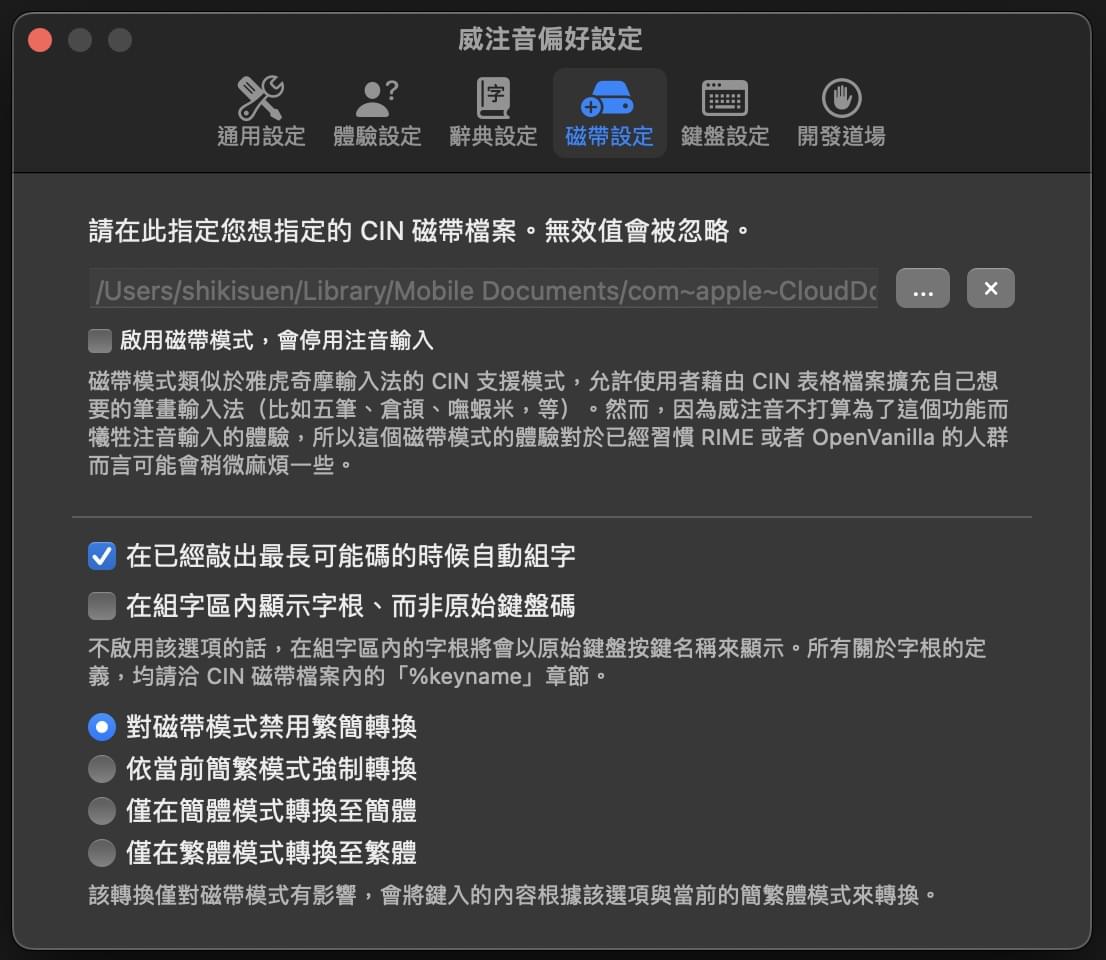 威注音偏好設定
通用設定 體驗設定 辭典設定 磁帶設定 鍵盤設定 開發道場
請在此指定您想指定的 CIN 磁帶檔案。無效值會被忽略。
/Users/shikisuen/Library/Mobile Documents/com~apple~CloudDc ... ×
啟用磁帶模式,會停用注音輸入
磁帶模式類似於雅虎奇摩輸入法的 CIN 支援模式,允許使用者藉由 CIN 表格檔案擴充自己想
要的筆畫輸入法(比如五筆、倉頡、嘸蝦米,等)。然而,因為威注音不打算為了這個功能而
犧牲注音輸入的體驗,所以這個磁帶模式的體驗對於已經習慣 RIME 或者 OpenVanilla 的人群
而言可能會稍微麻煩一些。
在已經敲出最長可能碼的時候自動組字
在組字區內顯示字根、而非原始鍵盤碼
不啟用該選項的話,在組字區內的字根將會以原始鍵盤按鍵名稱來顯示。所有關於字根的定
義,均請洽 CIN 磁帶檔案內的「%keyname」章節。
對磁帶模式禁用繁簡轉換
依當前簡繁模式強制轉換
僅在簡體模式轉換至簡體
僅在繁體模式轉換至繁體
該轉換僅對磁帶模式有影響,會將鍵入的內容根據該選項與當前的簡繁體模式來轉換。